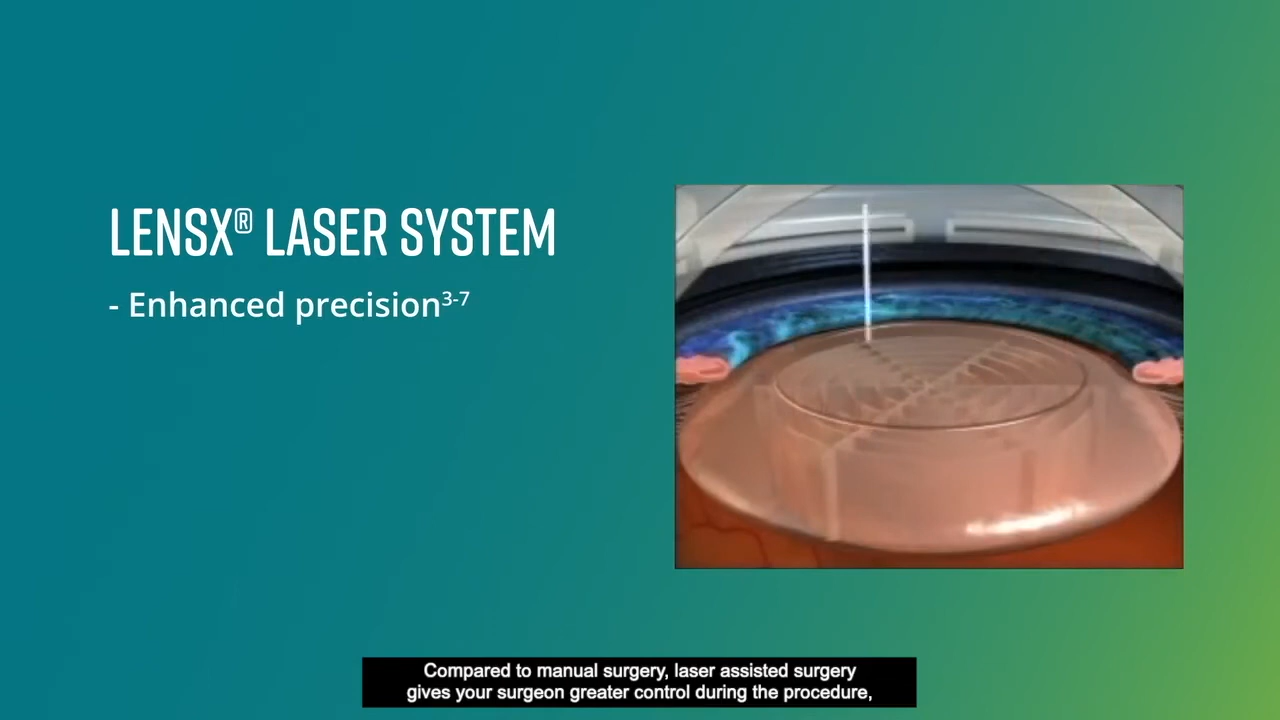 LENSX® LASER SYSTEM
- Enhanced precision³⁻⁷
Compared to manual surgery, laser assisted surgery
gives your surgeon greater control during the procedure,